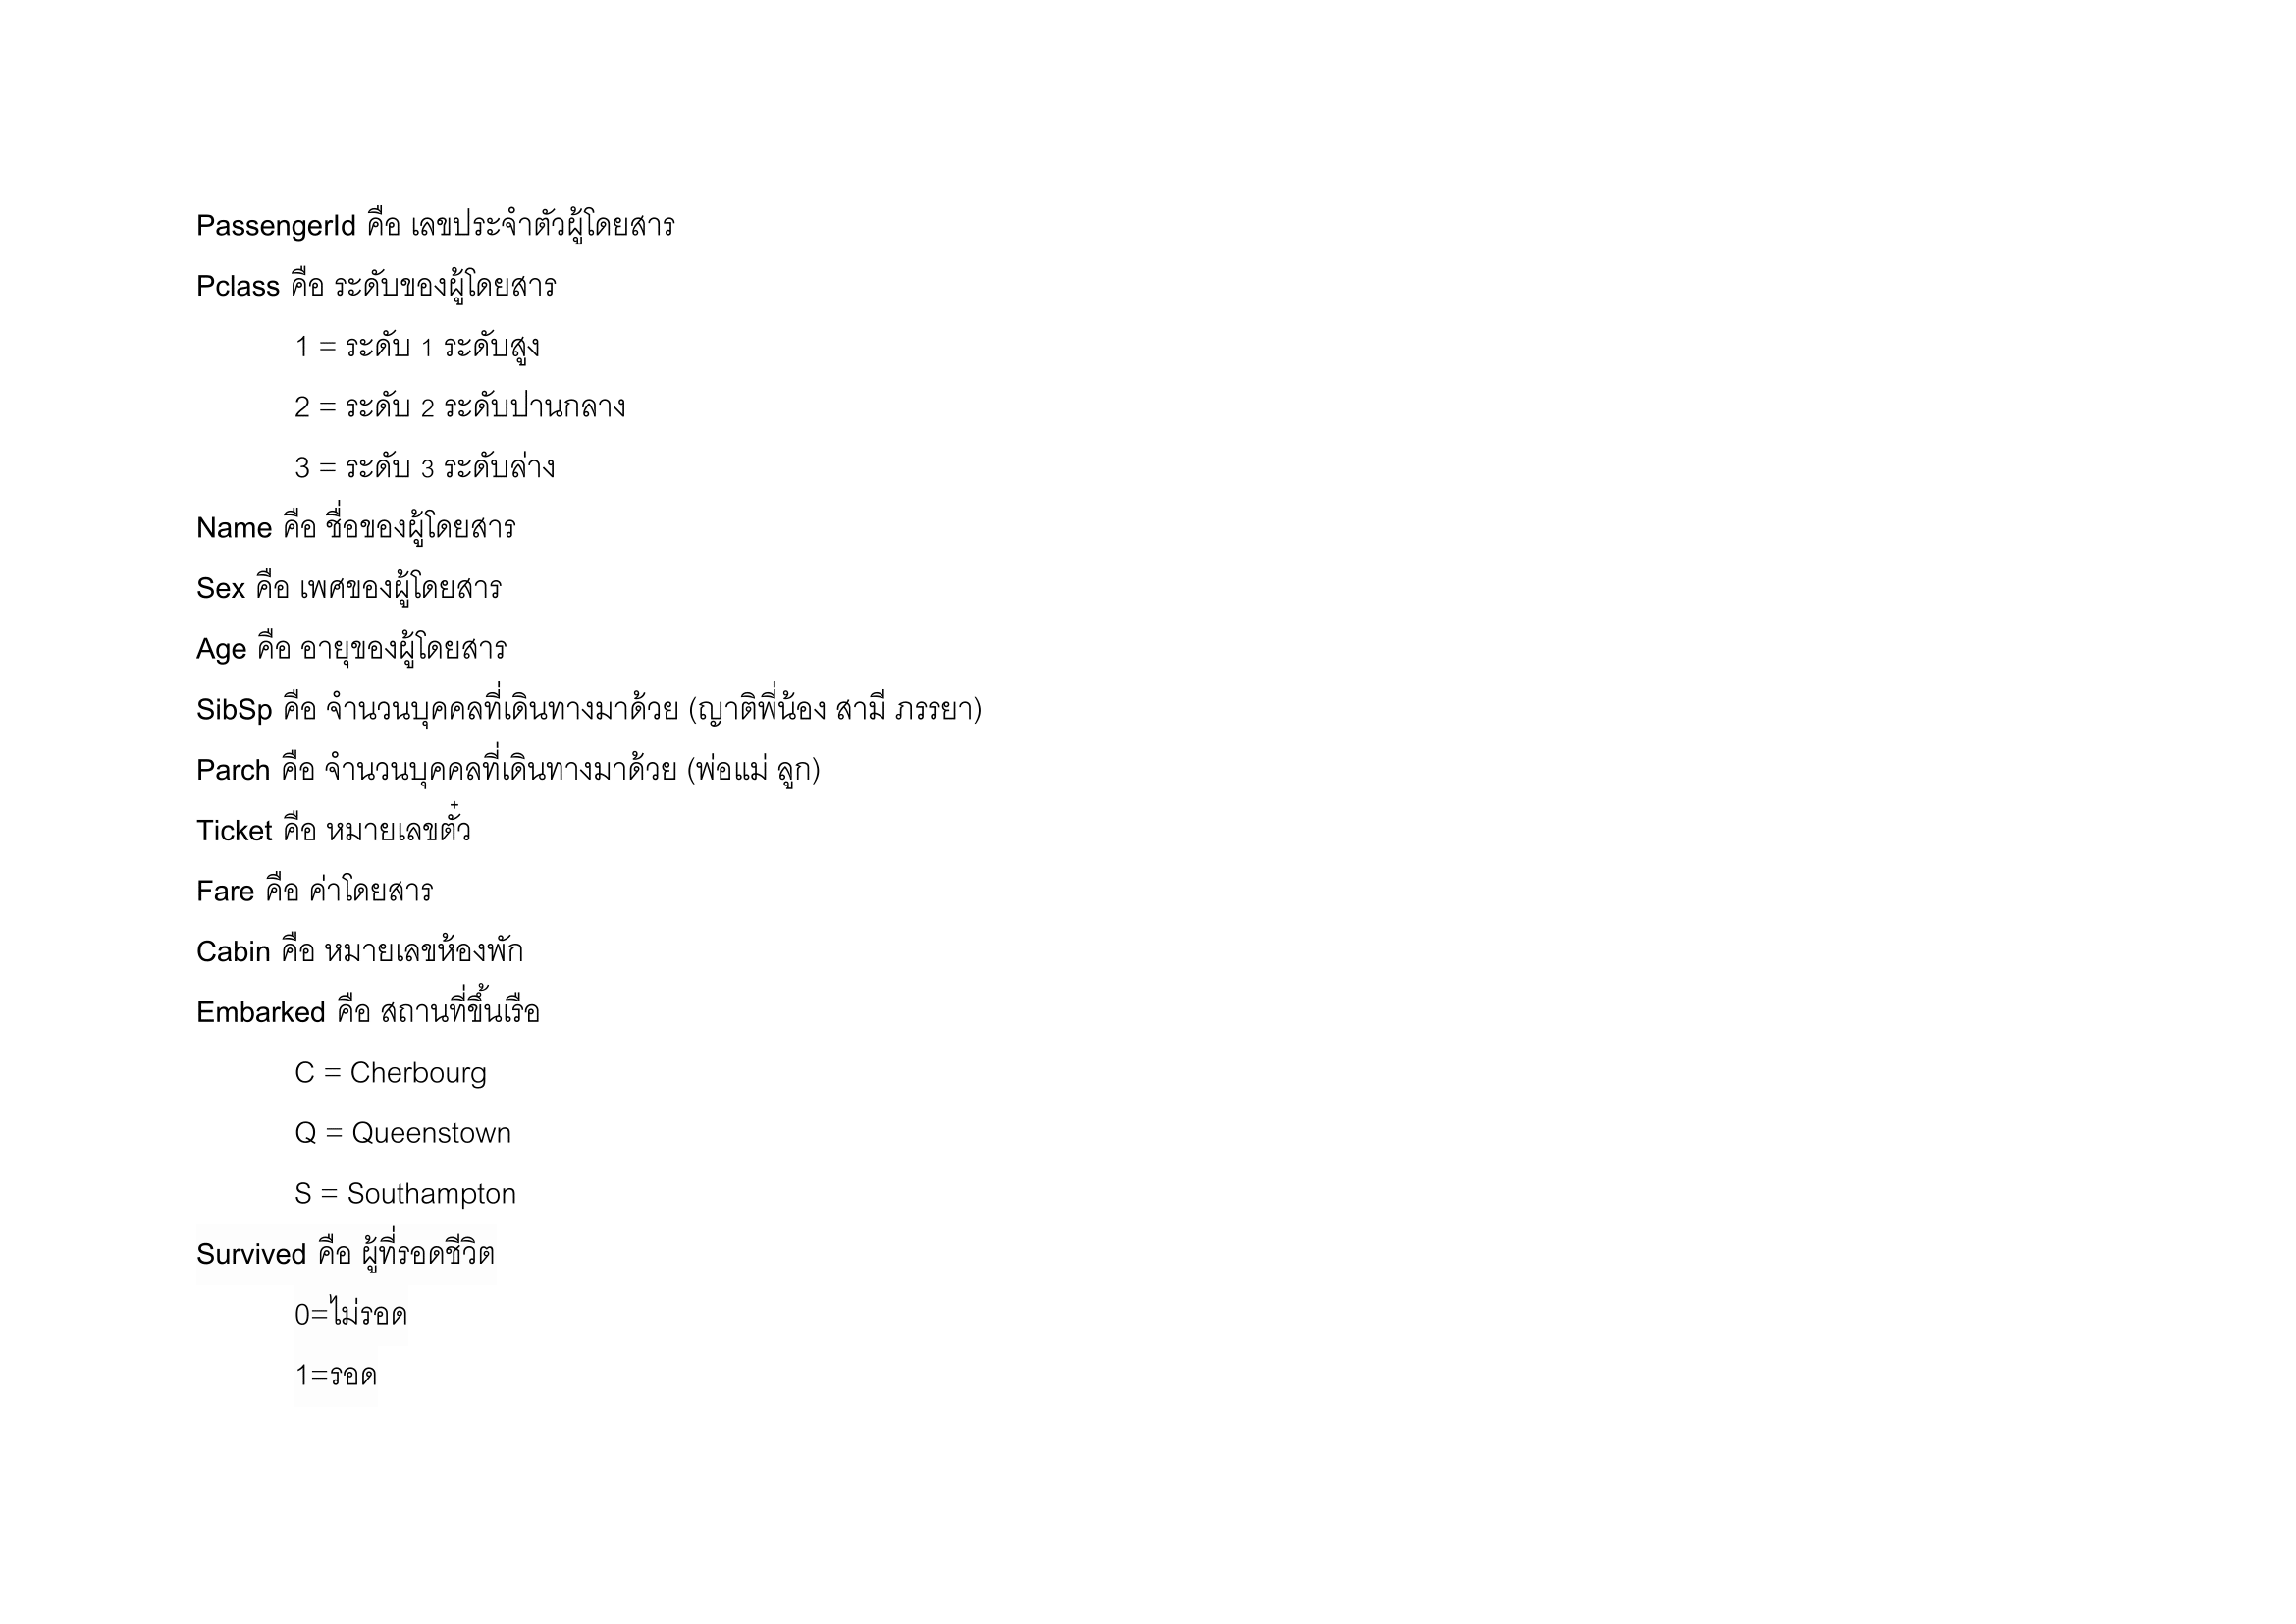 PassengerId คือ เลขประจำตัวผู้โดยสาร
Pclass คือ ระดับของผู้โดยสาร
1 = ระดับ 1 ระดับสูง
2 = ระดับ 2 ระดับปานกลาง
3 = ระดับ 3 ระดับล่าง
Name คือ ชื่อของผู้โดยสาร
Sex คือ เพศของผู้โดยสาร
Age คือ อายุของผู้โดยสาร
SibSp คือ จำนวนบุคคลที่เดินทางมาด้วย (ญาติพี่น้อง สามี ภรรยา)
Parch คือ จำนวนบุคคลที่เดินทางมาด้วย (พ่อแม่ ลูก)
Ticket คือ หมายเลขตั๋ว
Fare คือ ค่าโดยสาร
Cabin คือ หมายเลขห้องพัก
Embarked คือ สถานที่ขึ้นเรือ
C = Cherbourg
Q = Queenstown
S = Southampton
Survived คือ ผู้ที่รอดชีวิต
0=ไม่รอด
1=รอด